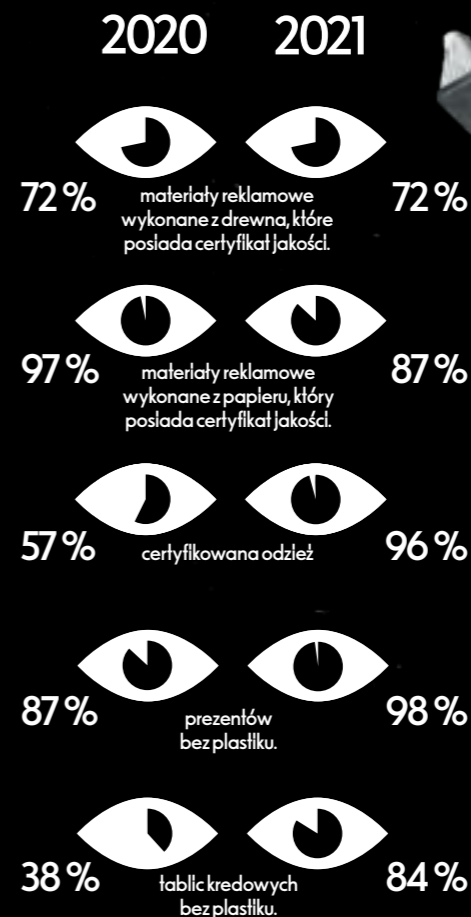 2020 2021
72 % materiały reklamowe 72 %
wykonane z drewna, które
posiada certyfikat jakości.
97 % materiały reklamowe 87 %
wykonane z papieru, który
posiada certyfikat jakości.
57 % certyfikowana odzież 96 %
87 % prezentów 98 %
bez plastiku.
38 % tablic kredowych 84 %
bez plastiku.